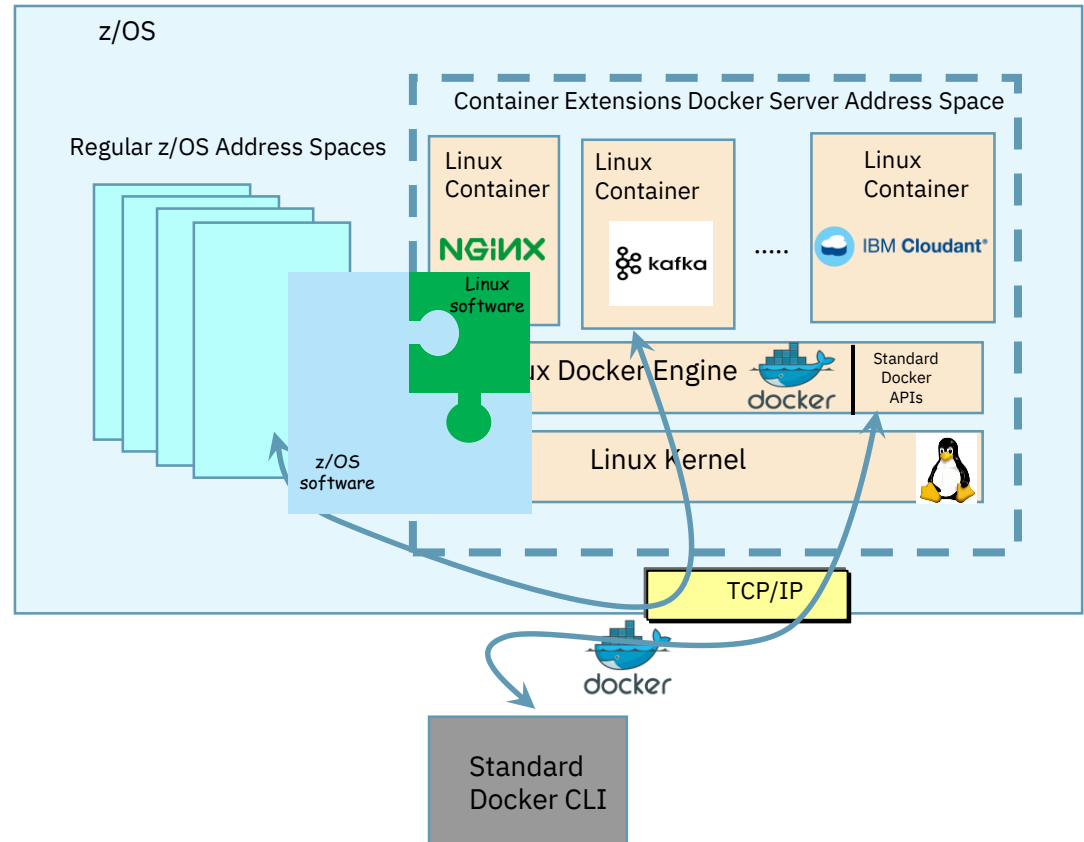 z/OS
Container Extensions Docker Server Address Space
Regular z/OS Address Spaces
Linux
Container
NGINX
Linux
Container
kafka
.....
Linux
Container
IBM Cloudant®
Linux
software
ux Docker Engine
docker
Standard
Docker
APIs
Linux Kernel
z/OS
software
TCP/IP
docker
Standard
Docker CLI